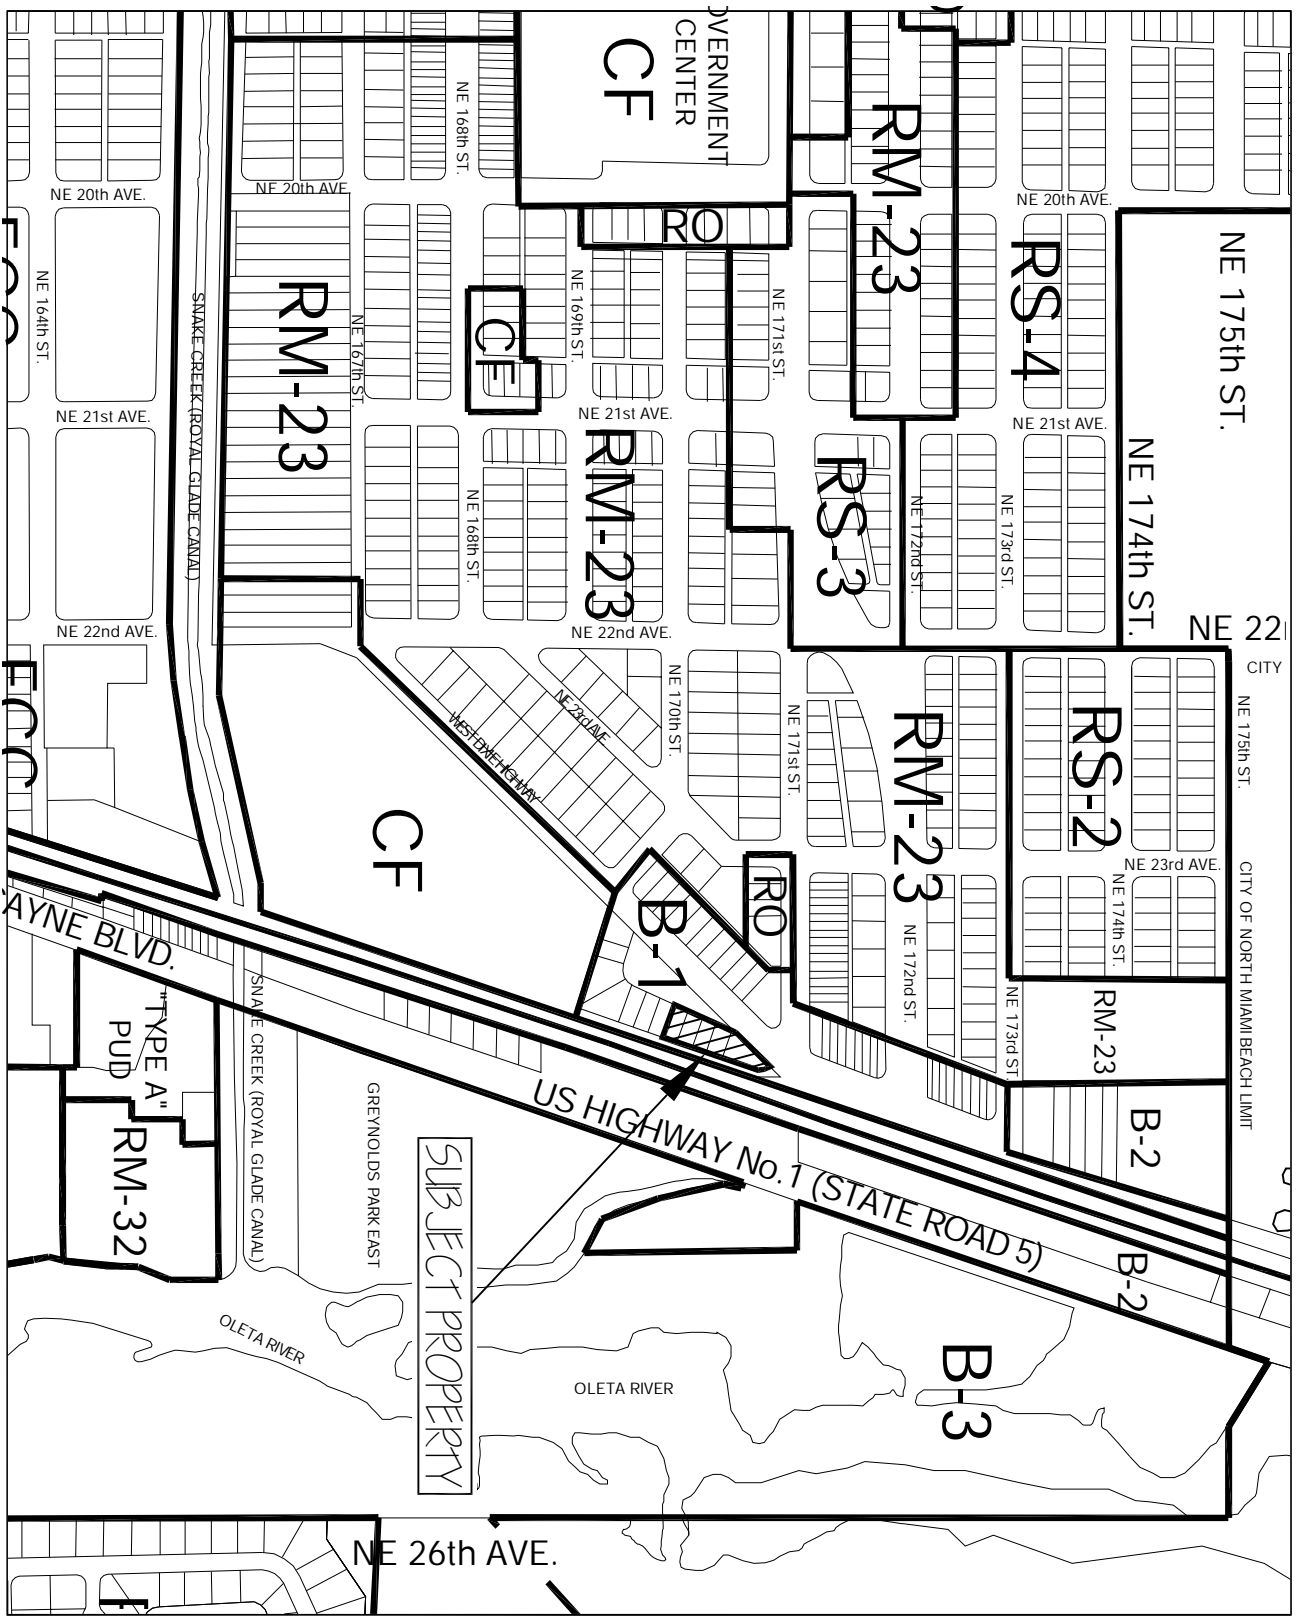 OVERNMENT
CENTER
CF
NE 168th ST.
RM-23
NE 20th AVE.
NE 20th AVE.
NE 20th AVE.
RO
NE 175th ST.
RS-4
NE 164th ST.
SNAKE CREEK (ROYAL GLADE CANAL)
RM-23
NE 167th ST.
CF
NE 169th ST.
NE 171st ST.
NE 21st AVE.
NE 21st AVE.
NE 21st AVE.
NE 174th ST.
RM-23
RS-3
NE 168th ST.
NE 172nd ST.
NE 173rd ST.
NE 22nd AVE.
NE 22nd AVE.
NE 22
CITY
NE 23rd AVE
NE 170th ST.
NE 171st ST.
RM-23
RS-2
NE 175th ST.
WEST DIXIE HIGHWAY
CF
NE 23rd AVE.
RO
B-1
NE 174th ST.
CITY OF NORTH MIAMI BEACH LIMIT
NE 172nd ST.
NE 173rd ST.
RM-23
AYNE BLVD.
"TYPE A"
PUD
SNAKE CREEK (ROYAL GLADE CANAL)
GREYNOLDS PARK EAST
US HIGHWAY No.1 (STATE ROAD 5)
B-2
RM-32
SUBJECT PROPERTY
B-2
OLETA RIVER
OLETA RIVER
B-3
NE 26th AVE.